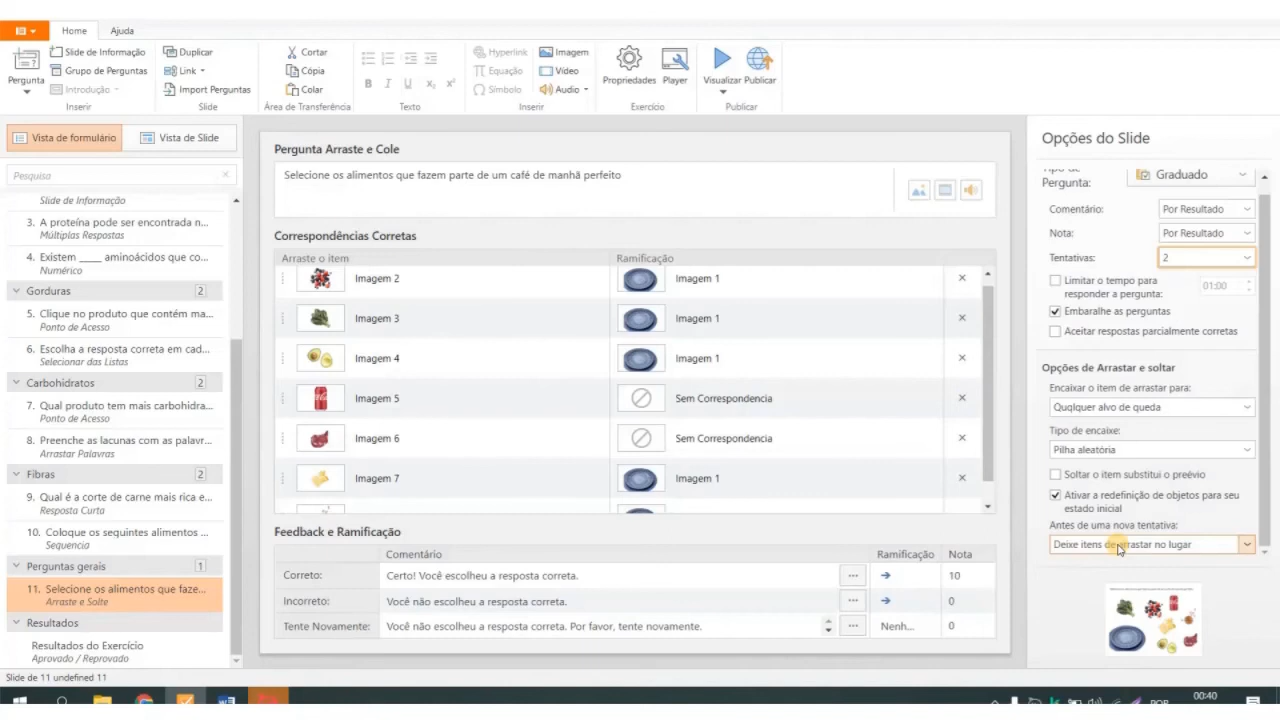 Home
Ajuda
Pergunta
Slide de Informação
Grupo de Perguntas
Introdução
Inserir
Duplicar
Link
Import Perguntas
Slide
Cortar
Cópia
Colar
Área de Transferência
B I U x₂ x²
Texto
Hyperlink
Equação
Símbolo
Imagem
Vídeo
Audio
Inserir
Propriedades
Player
Exercício
Visualizar
Publicar
Publicar
Vista de formulário
Vista de Slide
Pesquisa
Slide de Informação
3. A proteína pode ser encontrada n...
Múltiplas Respostas
4. Existem ____ aminoácidos que co...
Numérico
Gorduras 2
5. Clique no produto que contém ma...
Ponto de Acesso
6. Escolha a resposta correta em cad...
Selecionar das Listas
Carbohidratos 2
7. Qual produto tem mais carbohidra...
Ponto de Acesso
8. Preenche as lacunas com as palavr...
Arrastar Palavras
Fibras 2
9. Qual é a corte de carne mais rica e...
Resposta Curta
10. Coloque os sequintes alimentos ...
Sequencia
Perguntas gerais 1
11. Selecione os alimentos que faze...
Arraste e Solte
Resultados
Resultados do Exercício
Aprovado / Reprovado
Slide de 11 undefined 11
Pergunta Arraste e Cole
Selecione os alimentos que fazem parte de um café de manhã perfeito
Correspondências Corretas
Arraste o item Ramificação
Imagem 2 Imagem 1
Imagem 3 Imagem 1
Imagem 4 Imagem 1
Imagem 5 Sem Correspondencia
Imagem 6 Sem Correspondencia
Imagem 7 Imagem 1
Feedback e Ramificação
Comentário Ramificação Nota
Correto: Certo! Você escolheu a resposta correta. ... 10
Incorreto: Você não escolheu a resposta correta. ... 0
Tente Novamente: Você não escolheu a resposta correta. Por favor, tente novamente. ... Nenh... 0
Opções do Slide
Tipo de
Pergunta: Graduado
Comentário: Por Resultado
Nota: Por Resultado
Tentativas: 2
Limitar o tempo para
responder a pergunta: 01:00
Embaralhe as perguntas
Aceitar respostas parcialmente corretas
Opções de Arrastar e soltar
Encaixar o item de arrastar para:
Quqlquer alvo de queda
Tipo de encaixe:
Pilha aleatória
Soltar o item substitui o preévio
Ativar a redefinição de objetos para seu
estado inicial
Antes de uma nova tentativa:
Deixe itens de arrastar no lugar
POR
00:40